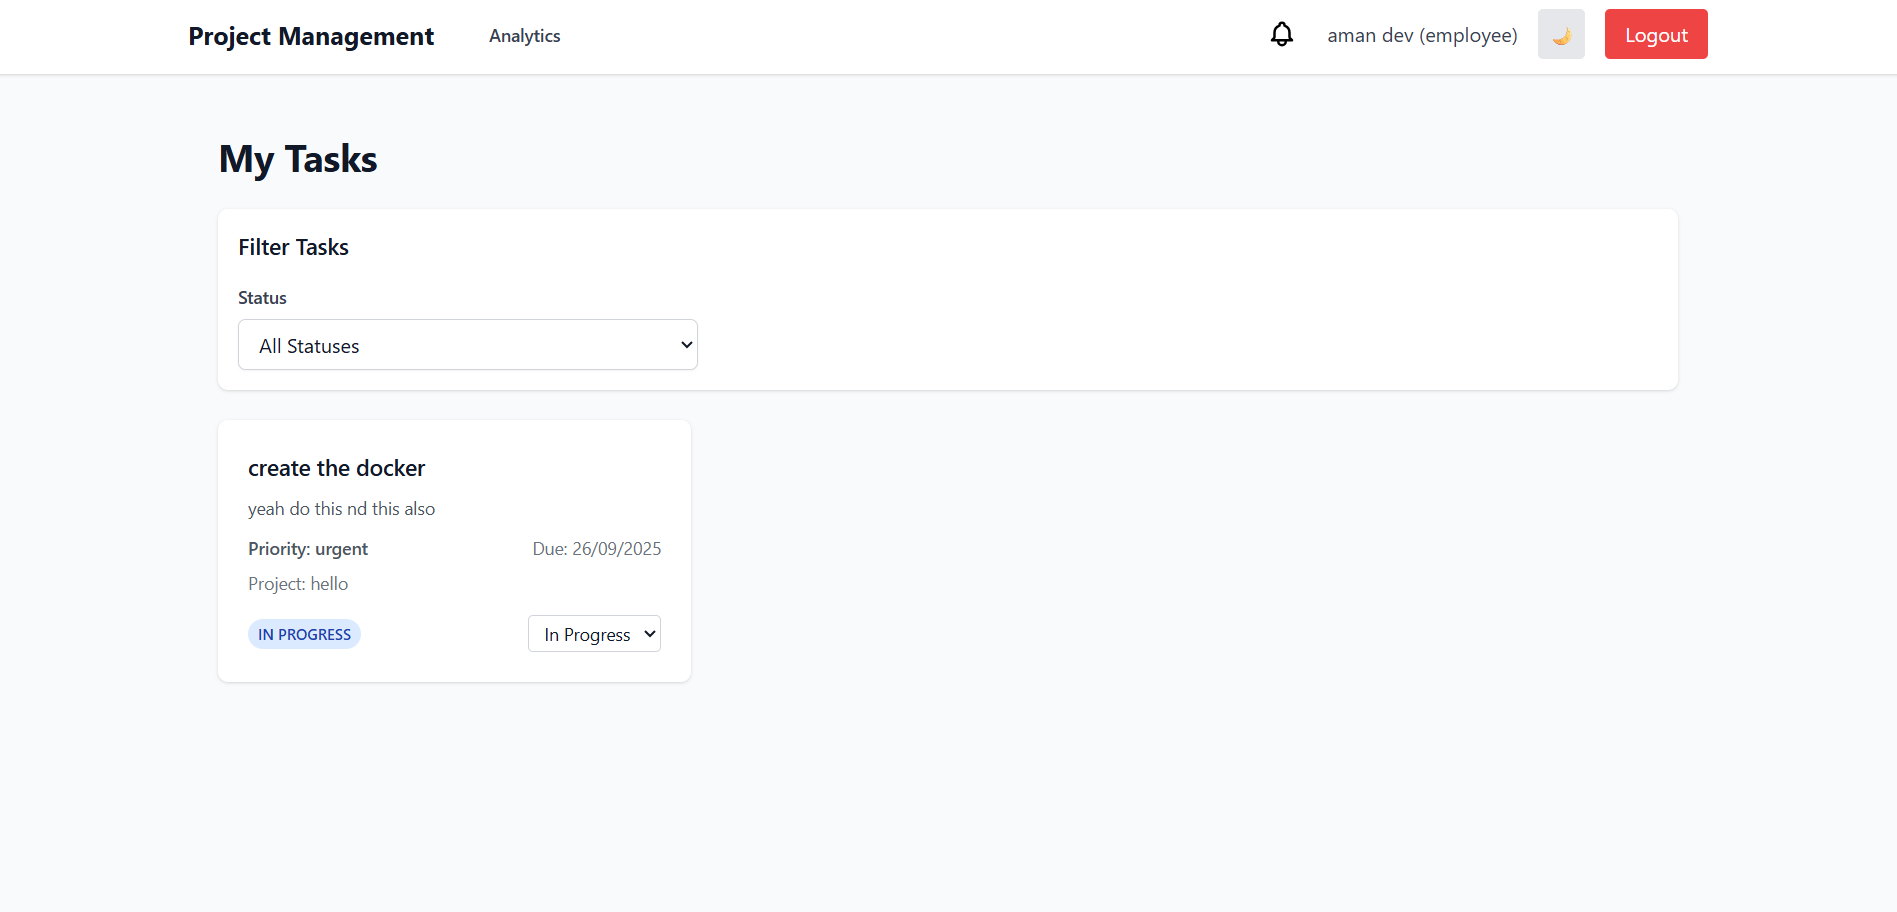 Project Management Analytics aman dev (employee) Logout
My Tasks
Filter Tasks
Status
All Statuses
create the docker
yeah do this nd this also
Priority: urgent Due: 26/09/2025
Project: hello
IN PROGRESS In Progress